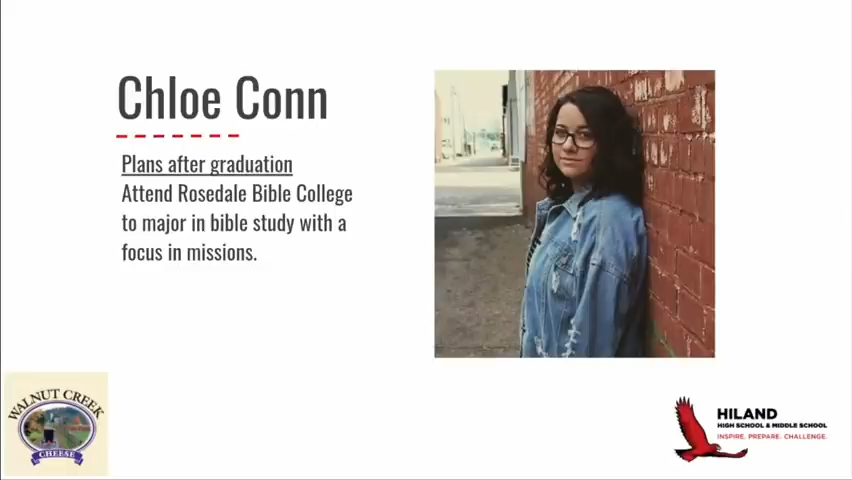 Chloe Conn
Plans after graduation
Attend Rosedale Bible College
to major in bible study with a
focus in missions.
WALNUT CREEK
CHEESE
HILAND
HIGH SCHOOL & MIDDLE SCHOOL
INSPIRE. PREPARE. CHALLENGE.